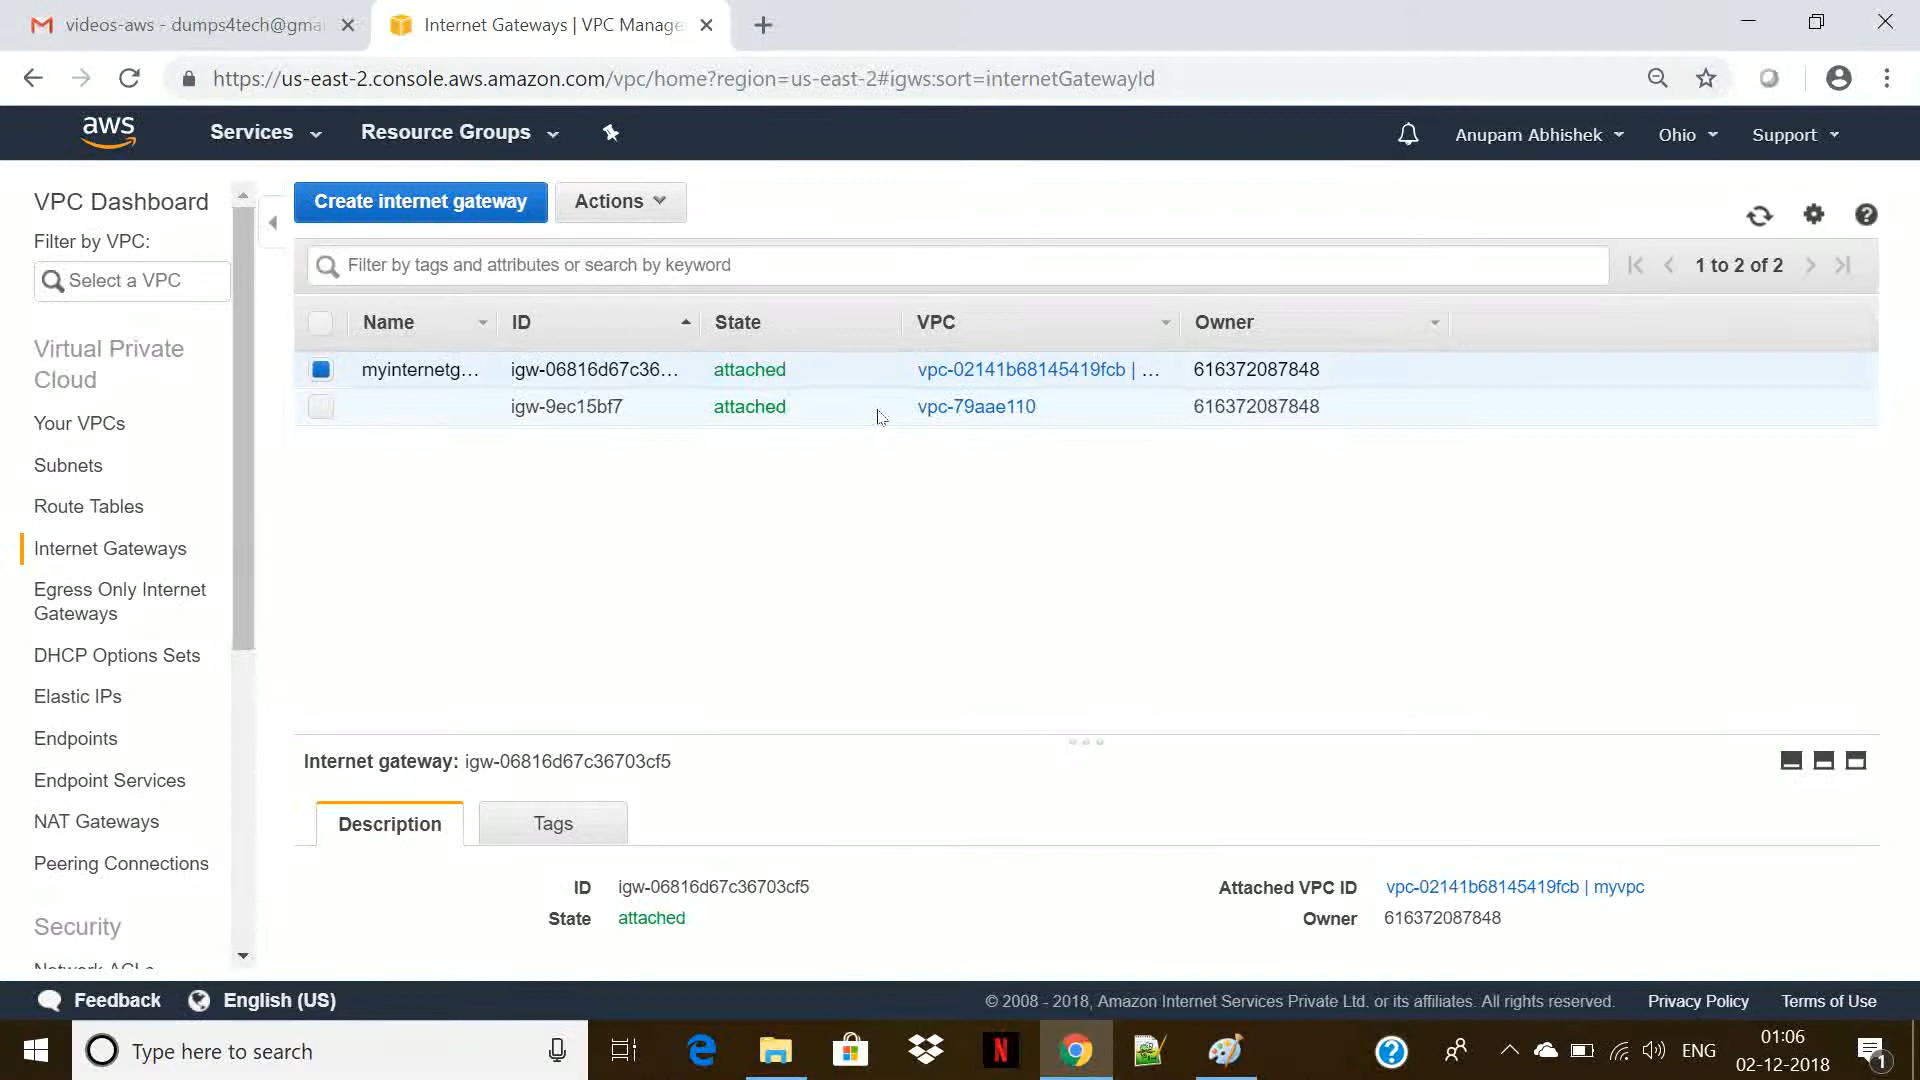 videos-aws - dumps4tech@gma
Internet Gateways | VPC Manage
https://us-east-2.console.aws.amazon.com/vpc/home?region=us-east-2#igws:sort=internetGatewayId
aws
Services
Resource Groups
Anupam Abhishek
Ohio
Support
VPC Dashboard
Filter by VPC:
Select a VPC
Virtual Private
Cloud
Your VPCs
Subnets
Route Tables
Internet Gateways
Egress Only Internet
Gateways
DHCP Options Sets
Elastic IPs
Endpoints
Endpoint Services
NAT Gateways
Peering Connections
Security
Network ACLs
Create internet gateway
Actions
Filter by tags and attributes or search by keyword
1 to 2 of 2
Name ID State VPC Owner
myinternetg... igw-06816d67c36... attached vpc-02141b68145419fcb | ... 616372087848
igw-9ec15bf7 attached vpc-79aae110 616372087848
Internet gateway: igw-06816d67c36703cf5
Description
Tags
ID igw-06816d67c36703cf5
Attached VPC ID vpc-02141b68145419fcb | myvpc
State attached
Owner 616372087848
Feedback
English (US)
© 2008 - 2018, Amazon Internet Services Private Ltd. or its affiliates. All rights reserved.
Privacy Policy
Terms of Use
Type here to search
N
ENG
01:06
02-12-2018
1